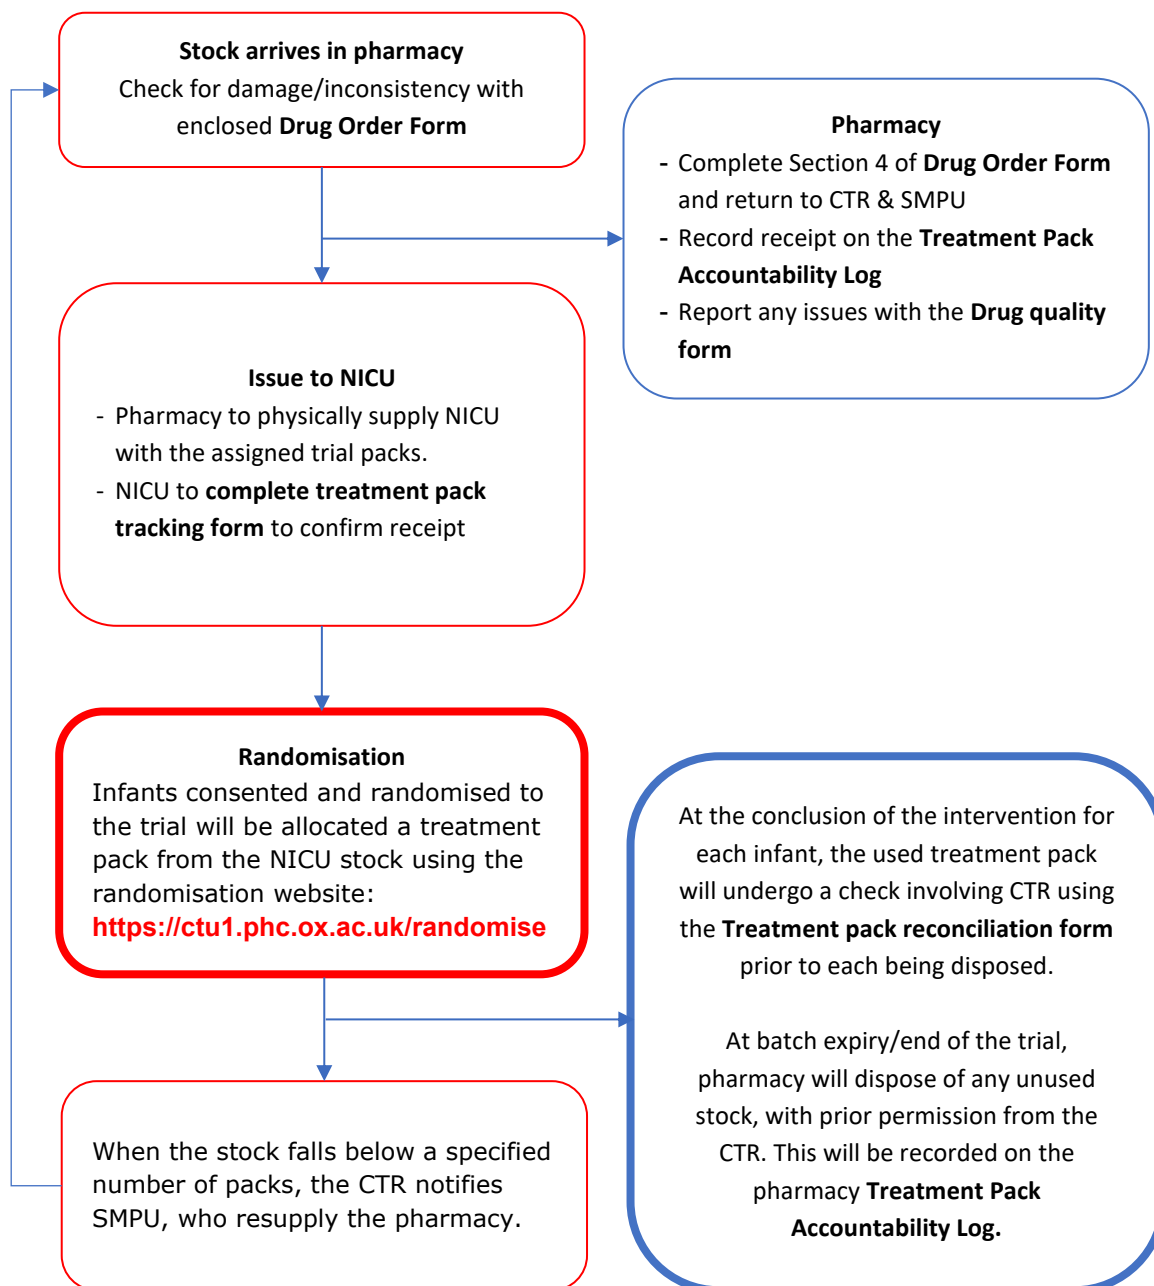 Stock arrives in pharmacy
Check for damage/inconsistency with
enclosed Drug Order Form
Pharmacy
- Complete Section 4 of Drug Order Form
and return to CTR & SMPU
- Record receipt on the Treatment Pack
Accountability Log
- Report any issues with the Drug quality
form
Issue to NICU
- Pharmacy to physically supply NICU
with the assigned trial packs.
- NICU to complete treatment pack
tracking form to confirm receipt
Randomisation
Infants consented and randomised to
the trial will be allocated a treatment
pack from the NICU stock using the
randomisation website:
https://ctu1.phc.ox.ac.uk/randomise
At the conclusion of the intervention for
each infant, the used treatment pack
will undergo a check involving CTR using
the Treatment pack reconciliation form
prior to each being disposed.
At batch expiry/end of the trial,
pharmacy will dispose of any unused
stock, with prior permission from the
CTR. This will be recorded on the
pharmacy Treatment Pack
Accountability Log.
When the stock falls below a specified
number of packs, the CTR notifies
SMPU, who resupply the pharmacy.